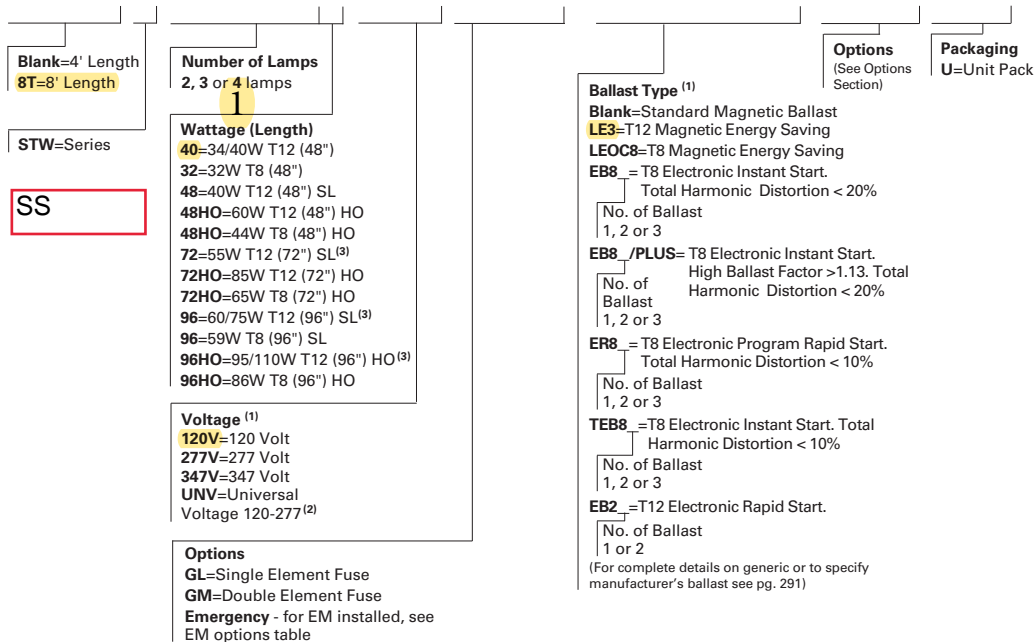 Blank=4' Length
8T=8' Length
STW=Series
SS
Number of Lamps
2, 3 or 4 lamps
1
Wattage (Length)
40=34/40W T12 (48")
32=32W T8 (48")
48=40W T12 (48") SL
48HO=60W T12 (48") HO
48HO=44W T8 (48") HO
72=55W T12 (72") SL(3)
72HO=85W T12 (72") HO
72HO=65W T8 (72") HO
96=60/75W T12 (96") SL(3)
96=59W T8 (96") SL
96HO=95/110W T12 (96") HO(3)
96HO=86W T8 (96") HO
Voltage (1)
120V=120 Volt
277V=277 Volt
347V=347 Volt
UNV=Universal
Voltage 120-277(2)
Options
GL=Single Element Fuse
GM=Double Element Fuse
Emergency - for EM installed, see
EM options table
Ballast Type (1)
Blank=Standard Magnetic Ballast
LE3=T12 Magnetic Energy Saving
LEOC8=T8 Magnetic Energy Saving
EB8_= T8 Electronic Instant Start.
Total Harmonic Distortion < 20%
No. of Ballast
1, 2 or 3
EB8_/PLUS= T8 Electronic Instant Start.
High Ballast Factor >1.13. Total
Harmonic Distortion < 20%
No. of
Ballast
1, 2 or 3
ER8_= T8 Electronic Program Rapid Start.
Total Harmonic Distortion < 10%
No. of Ballast
1, 2 or 3
TEB8_=T8 Electronic Instant Start. Total
Harmonic Distortion < 10%
No. of Ballast
1, 2 or 3
EB2_=T12 Electronic Rapid Start.
No. of Ballast
1 or 2
(For complete details on generic or to specify
manufacturer's ballast see pg. 291)
Options
(See Options
Section)
Packaging
U=Unit Pack